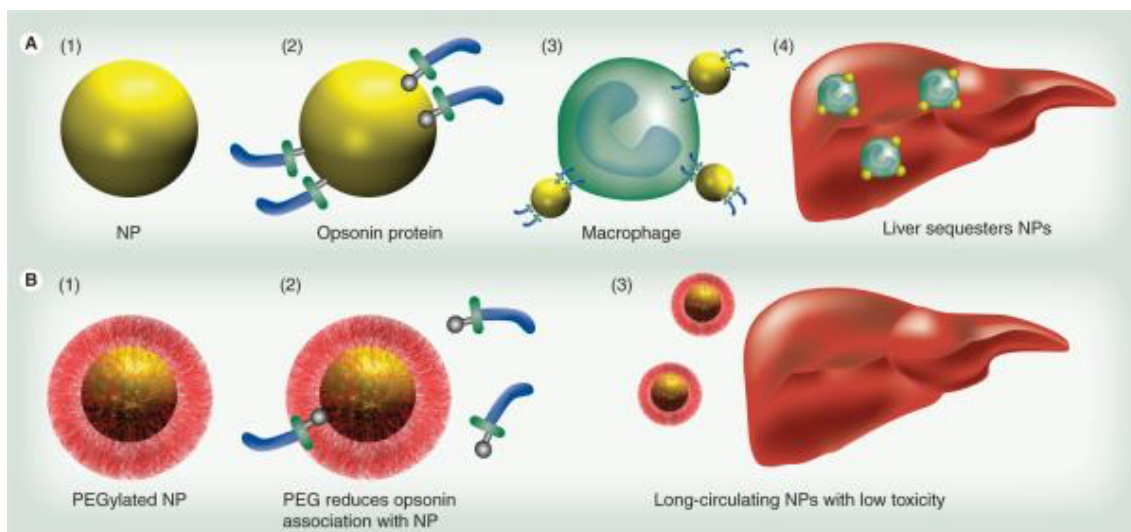 A
(1)
(2)
(3)
(4)
NP
Opsonin protein
Macrophage
Liver sequesters NPs
B
(1)
(2)
(3)
PEGylated NP
PEG reduces opsonin
association with NP
Long-circulating NPs with low toxicity